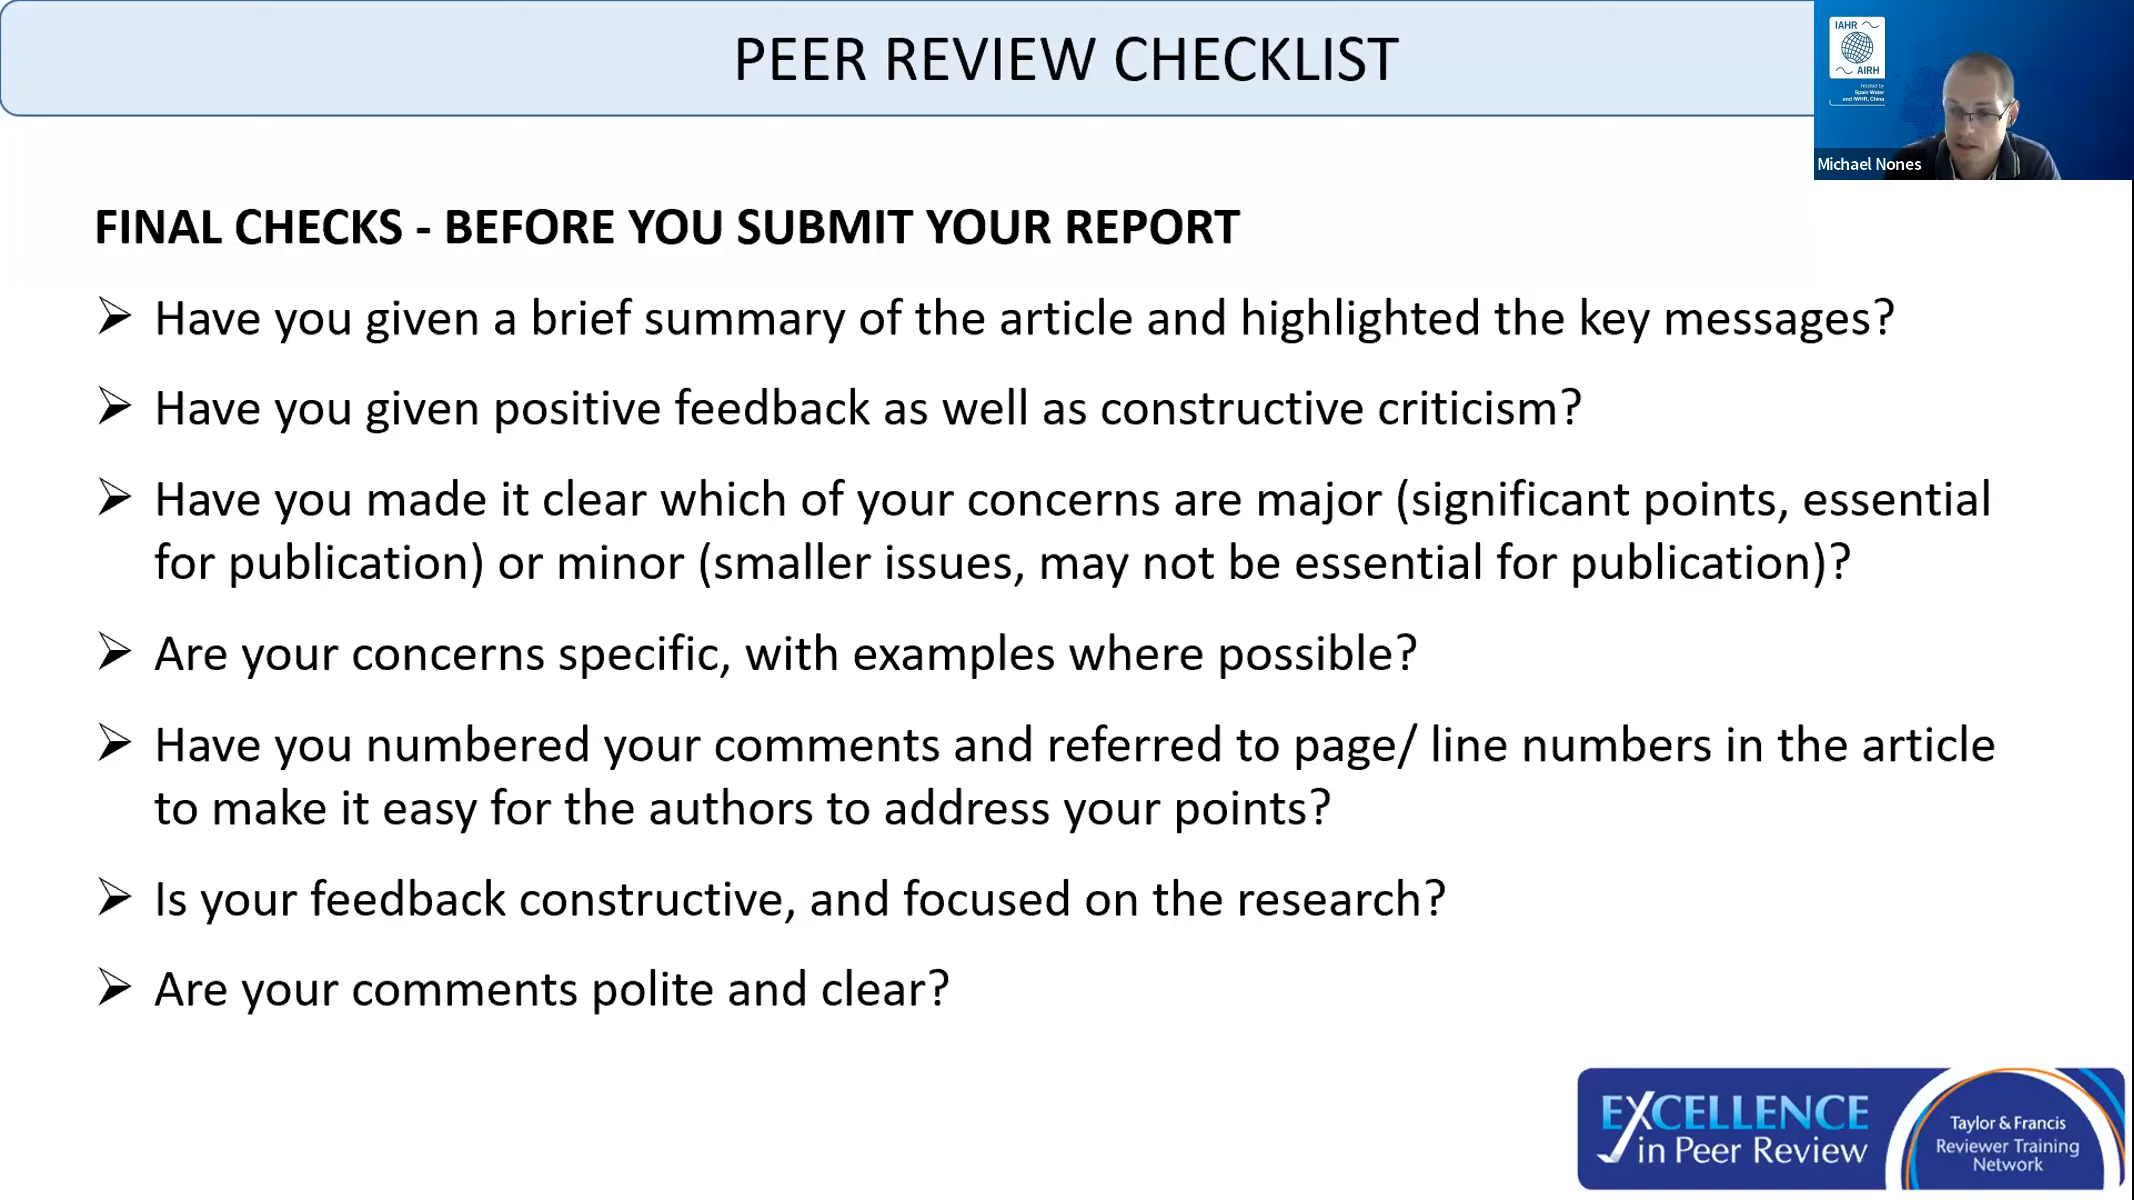 PEER REVIEW CHECKLIST
IAHR
AIRH
Hosted by
Spain Water
and IWHR, China
Michael Nones
FINAL CHECKS - BEFORE YOU SUBMIT YOUR REPORT
➢ Have you given a brief summary of the article and highlighted the key messages?
➢ Have you given positive feedback as well as constructive criticism?
➢ Have you made it clear which of your concerns are major (significant points, essential
for publication) or minor (smaller issues, may not be essential for publication)?
➢ Are your concerns specific, with examples where possible?
➢ Have you numbered your comments and referred to page/ line numbers in the article
to make it easy for the authors to address your points?
➢ Is your feedback constructive, and focused on the research?
➢ Are your comments polite and clear?
EXCELLENCE
in Peer Review
Taylor & Francis
Reviewer Training
Network